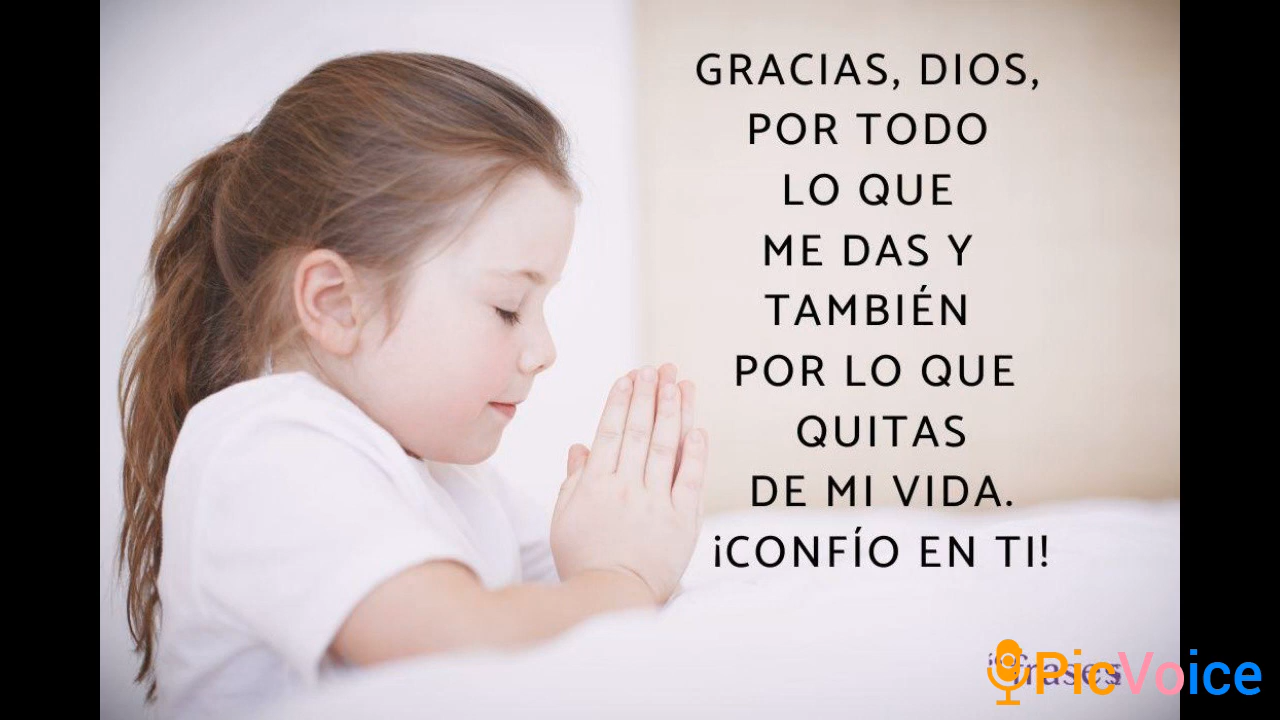 GRACIAS, DIOS,
POR TODO
LO QUE
ME DAS Y
TAMBIÉN
POR LO QUE
QUITAS
DE MI VIDA.
¡CONFÍO EN TI!
frases
PicVoice